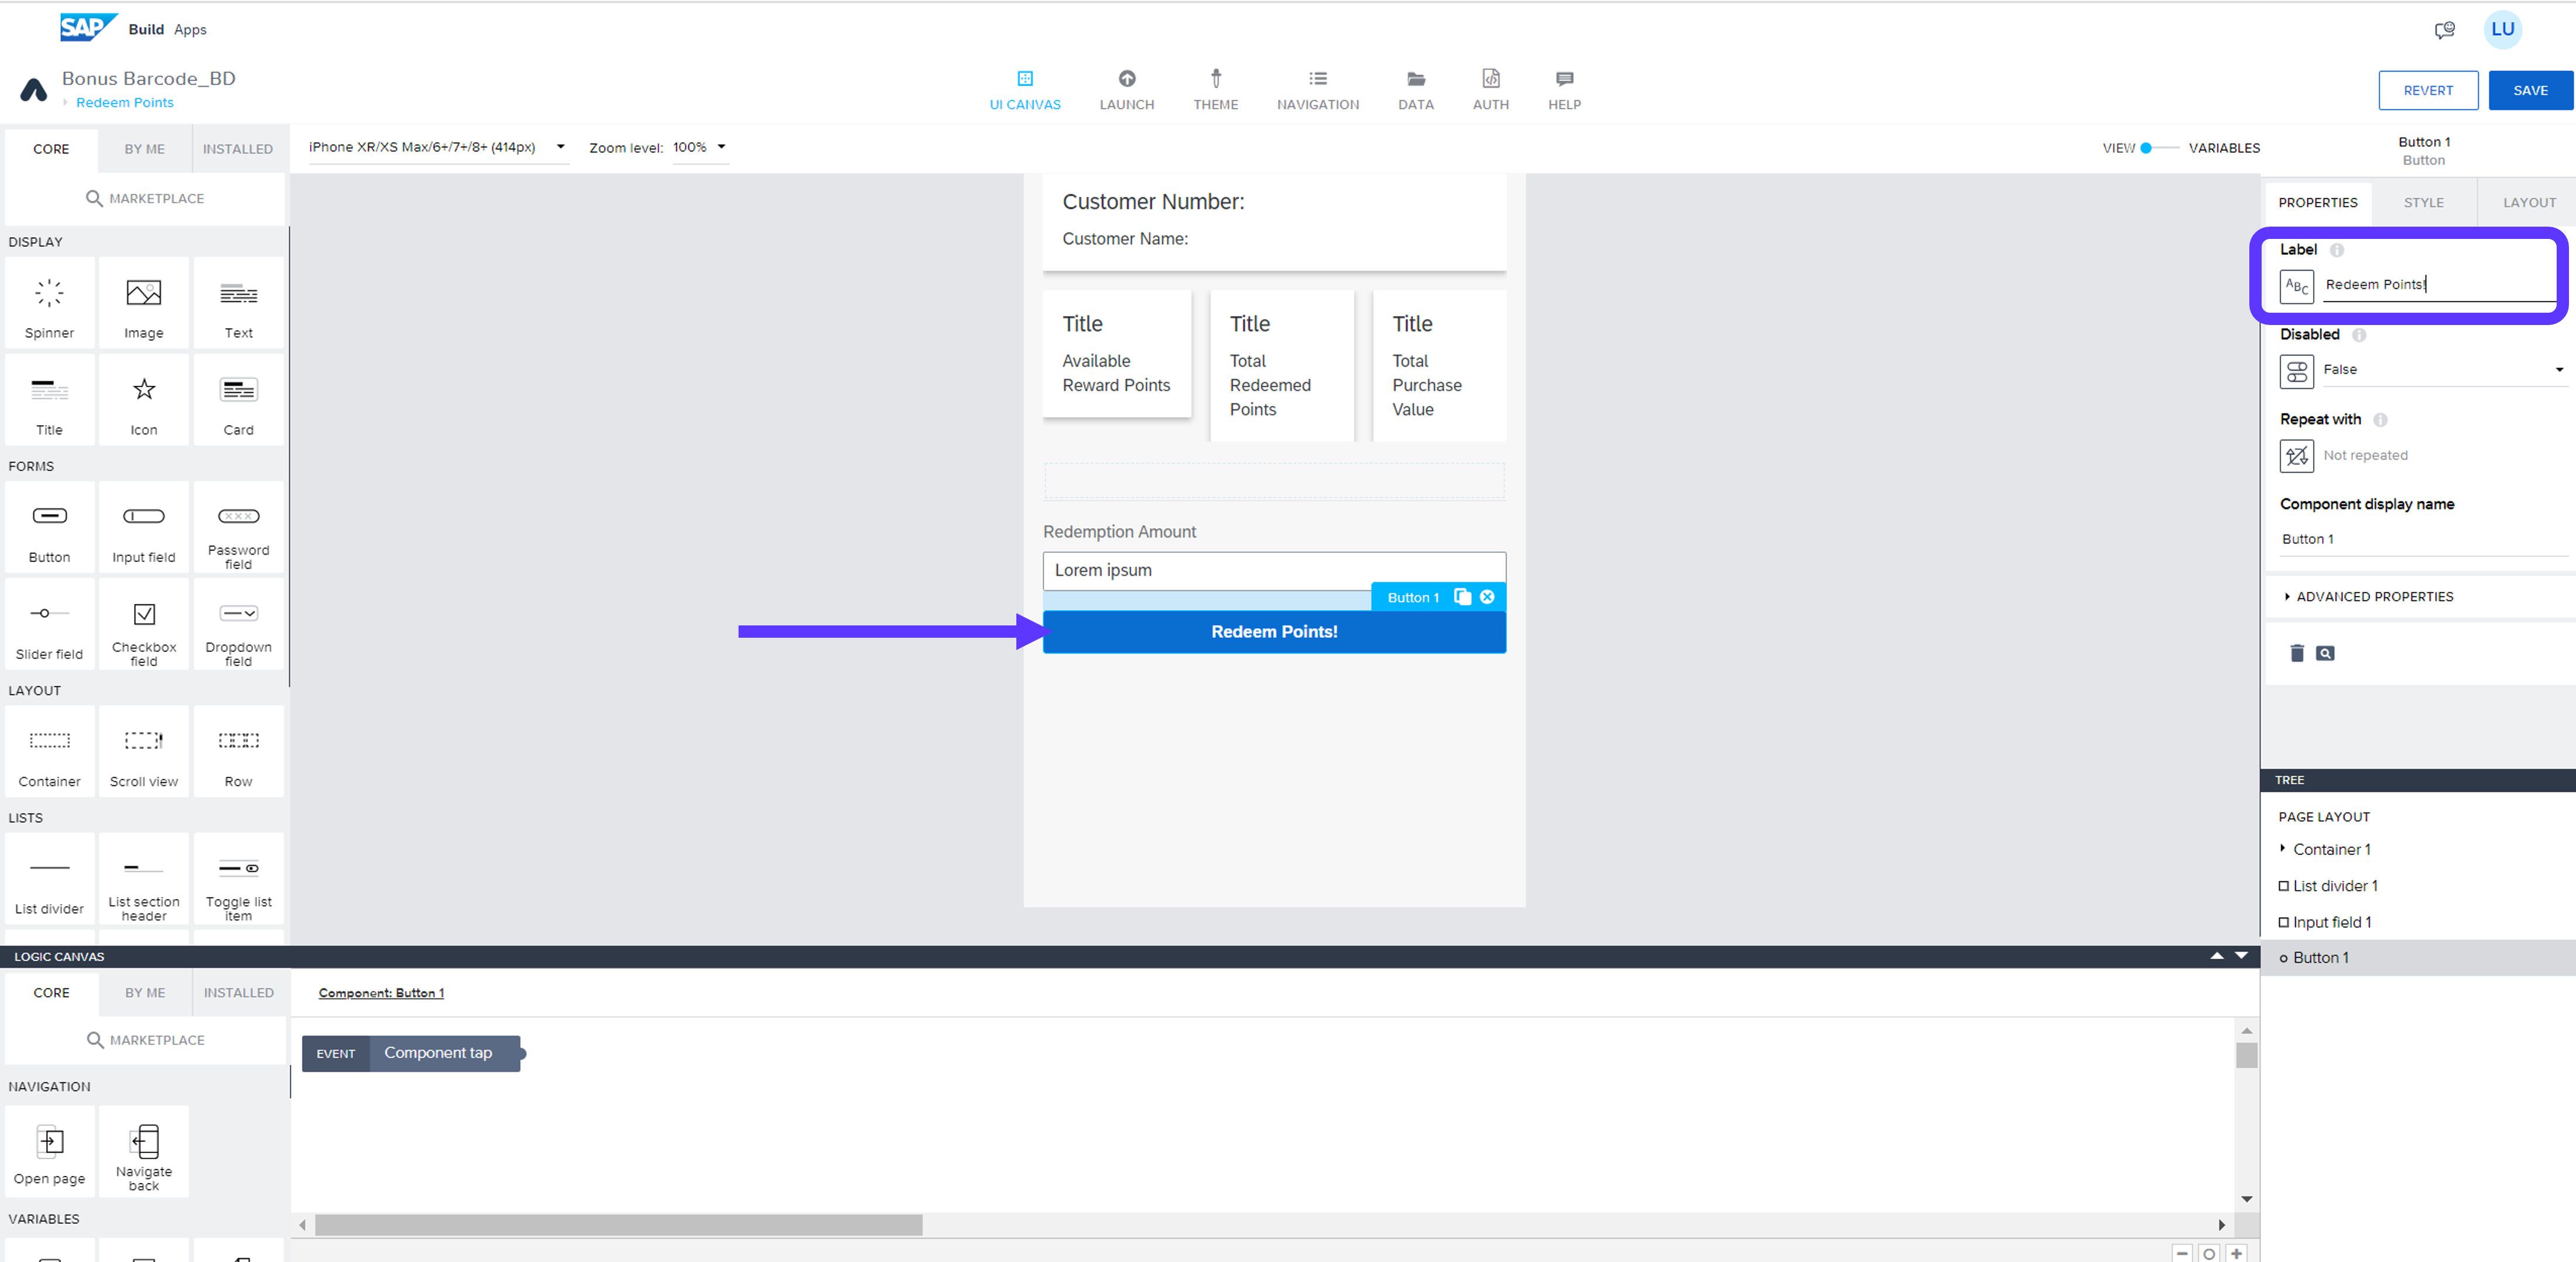 SAP Build Apps
LU
Bonus Barcode_BD
Redeem Points
UI CANVAS
LAUNCH
THEME
NAVIGATION
DATA
AUTH
HELP
REVERT
SAVE
CORE
BY ME
INSTALLED
iPhone XR/XS Max/6+/7+/8+ (414px)
Zoom level: 100%
VIEW
VARIABLES
Button 1
Button
MARKETPLACE
PROPERTIES
STYLE
LAYOUT
DISPLAY
Spinner
Image
Text
Title
Icon
Card
FORMS
Button
Input field
Password
field
Slider field
Checkbox
field
Dropdown
field
LAYOUT
Container
Scroll view
Row
LISTS
List divider
List section
header
Toggle list
item
Customer Number:
Customer Name:
Title
Available
Reward Points
Title
Total
Redeemed
Points
Title
Total
Purchase
Value
Redemption Amount
Lorem ipsum
Button 1
Redeem Points!
Label
ABC
Redeem Points!
Disabled
False
Repeat with
Not repeated
Component display name
Button 1
ADVANCED PROPERTIES
TREE
PAGE LAYOUT
Container 1
List divider 1
Input field 1
Button 1
LOGIC CANVAS
CORE
BY ME
INSTALLED
Component: Button 1
MARKETPLACE
EVENT
Component tap
NAVIGATION
Open page
Navigate
back
VARIABLES